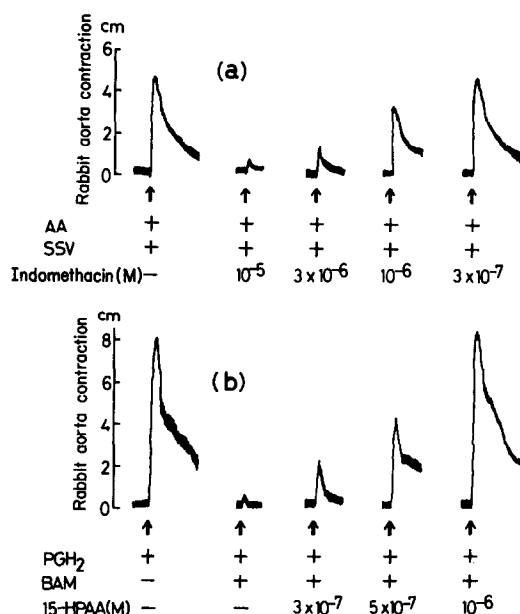 cm
6
(a)
4
2
0
Rabbit aorta contraction
AA + + + + +
SSV + + + + +
Indomethacin(M) — 10⁻⁵ 3 x 10⁻⁶ 10⁻⁶ 3 x 10⁻⁷
cm
8
6
(b)
4
2
0
Rabbit aorta contraction
PGH₂ + + + + +
BAM — + + + +
15-HPAA(M) — — 3 x 10⁻⁷ 5 x 10⁻⁷ 10⁻⁶